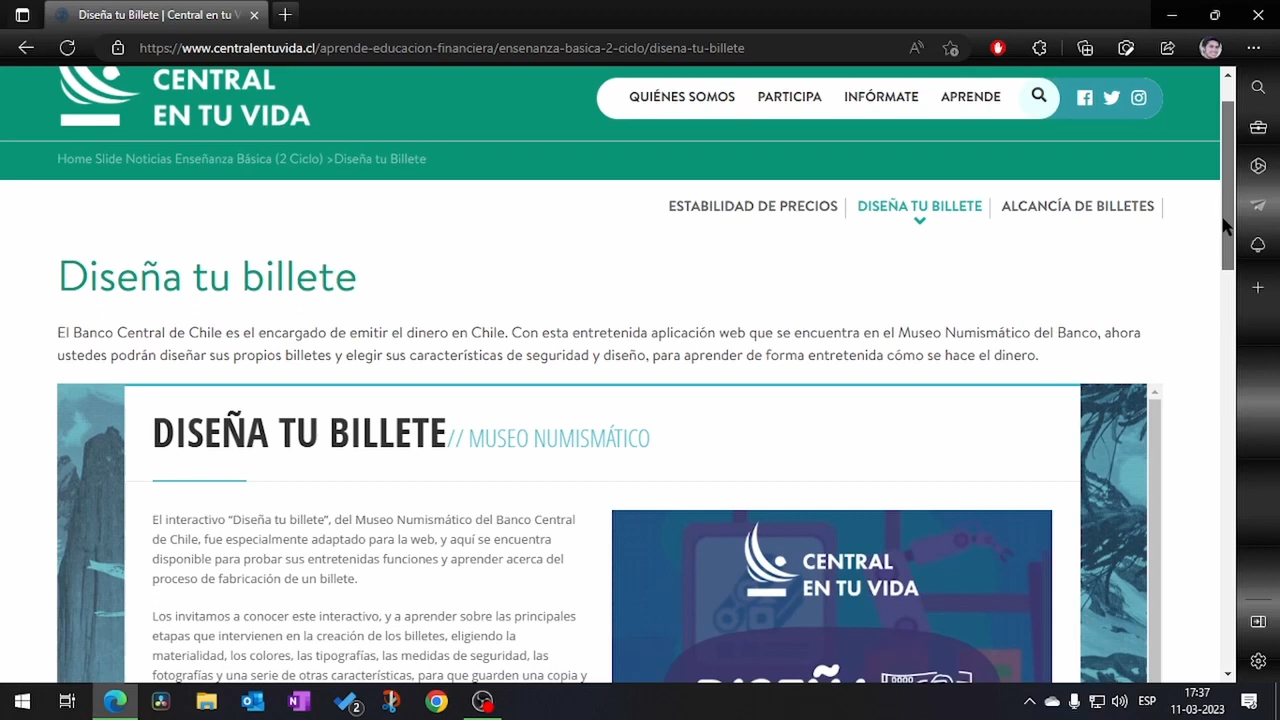 Diseña tu Billete | Central en tu V
https://www.centralentuvida.cl/aprende-educacion-financiera/ensenanza-basica-2-ciclo/disena-tu-billete
CENTRAL
EN TU VIDA
QUIÉNES SOMOS PARTICIPA INFÓRMATE APRENDE
Home Slide Noticias Enseñanza Básica (2 Ciclo) >Diseña tu Billete
ESTABILIDAD DE PRECIOS DISEÑA TU BILLETE ALCANCÍA DE BILLETES
Diseña tu billete
El Banco Central de Chile es el encargado de emitir el dinero en Chile. Con esta entretenida aplicación web que se encuentra en el Museo Numismático del Banco, ahora
ustedes podrán diseñar sus propios billetes y elegir sus características de seguridad y diseño, para aprender de forma entretenida cómo se hace el dinero.
DISEÑA TU BILLETE// MUSEO NUMISMÁTICO
El interactivo “Diseña tu billete”, del Museo Numismático del Banco Central
de Chile, fue especialmente adaptado para la web, y aquí se encuentra
disponible para probar sus entretenidas funciones y aprender acerca del
proceso de fabricación de un billete.
Los invitamos a conocer este interactivo, y a aprender sobre las principales
etapas que intervienen en la creación de los billetes, eligiendo la
materialidad, los colores, las tipografías, las medidas de seguridad, las
fotografías y una serie de otras características, para que guarden una copia y
CENTRAL
EN TU VIDA
2
ESP
17:37
11-03-2023